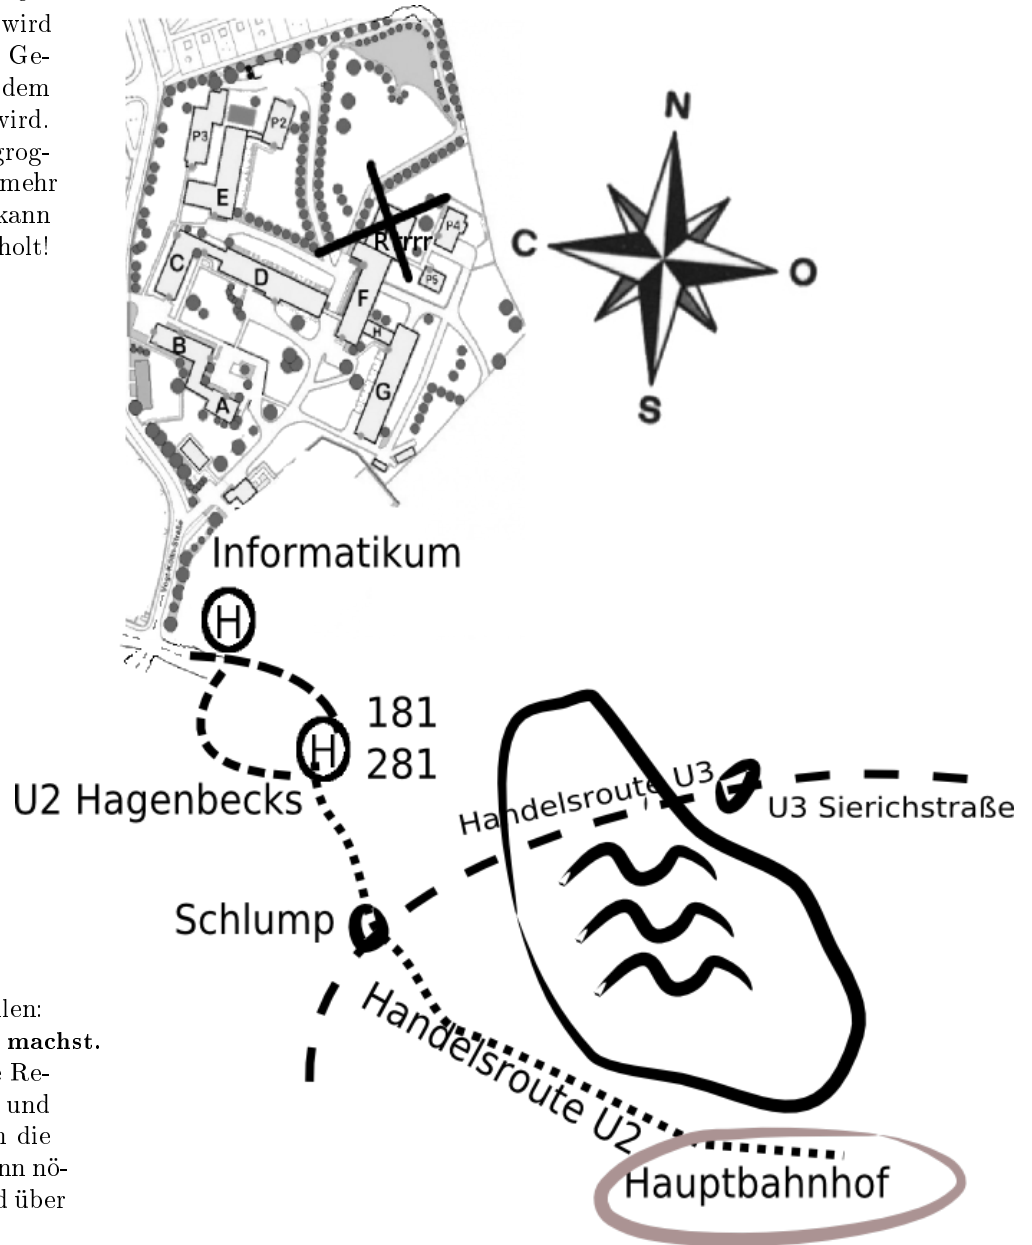 wird
Ge-
dem
wird.
grog-
mehr
kann
holt!
P3
P2
E
P4
Rrrrr
C
D
P5
F
H
B
G
A
N
C
O
S
Informatikum
H
181
H
281
U2 Hagenbecks
Handelsroute U3
U3 Sierichstraße
Schlump
Handelsroute U2
Hauptbahnhof
len:
machst.
Re-
und
die
nn nö-
d über